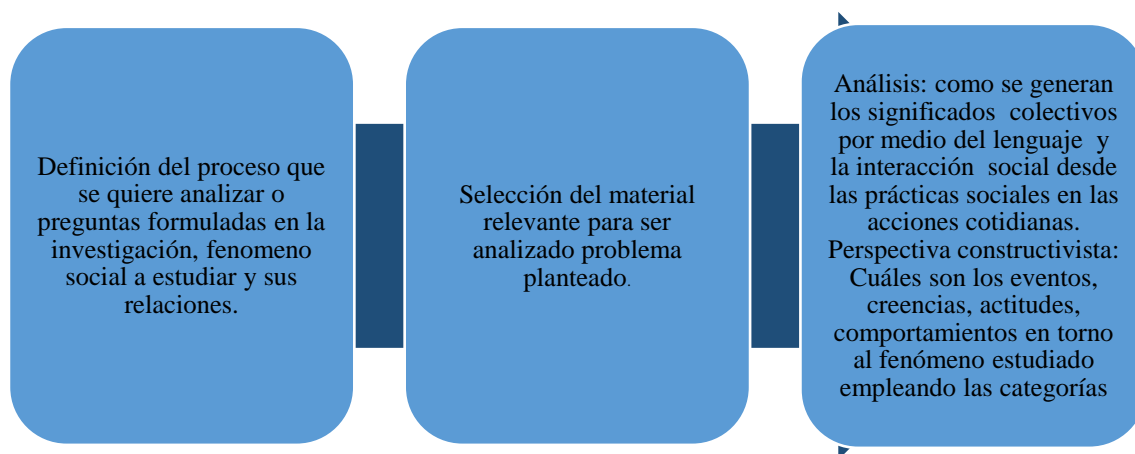 Definición del proceso que
se quiere analizar o
preguntas formuladas en la
investigación, fenomeno
social a estudiar y sus
relaciones.
Selección del material
relevante para ser
analizado problema
planteado.
Análisis: como se generan
los significados colectivos
por medio del lenguaje y
la interacción social desde
las prácticas sociales en las
acciones cotidianas.
Perspectiva constructivista:
Cuáles son los eventos,
creencias, actitudes,
comportamientos en torno
al fenómeno estudiado
empleando las categorías